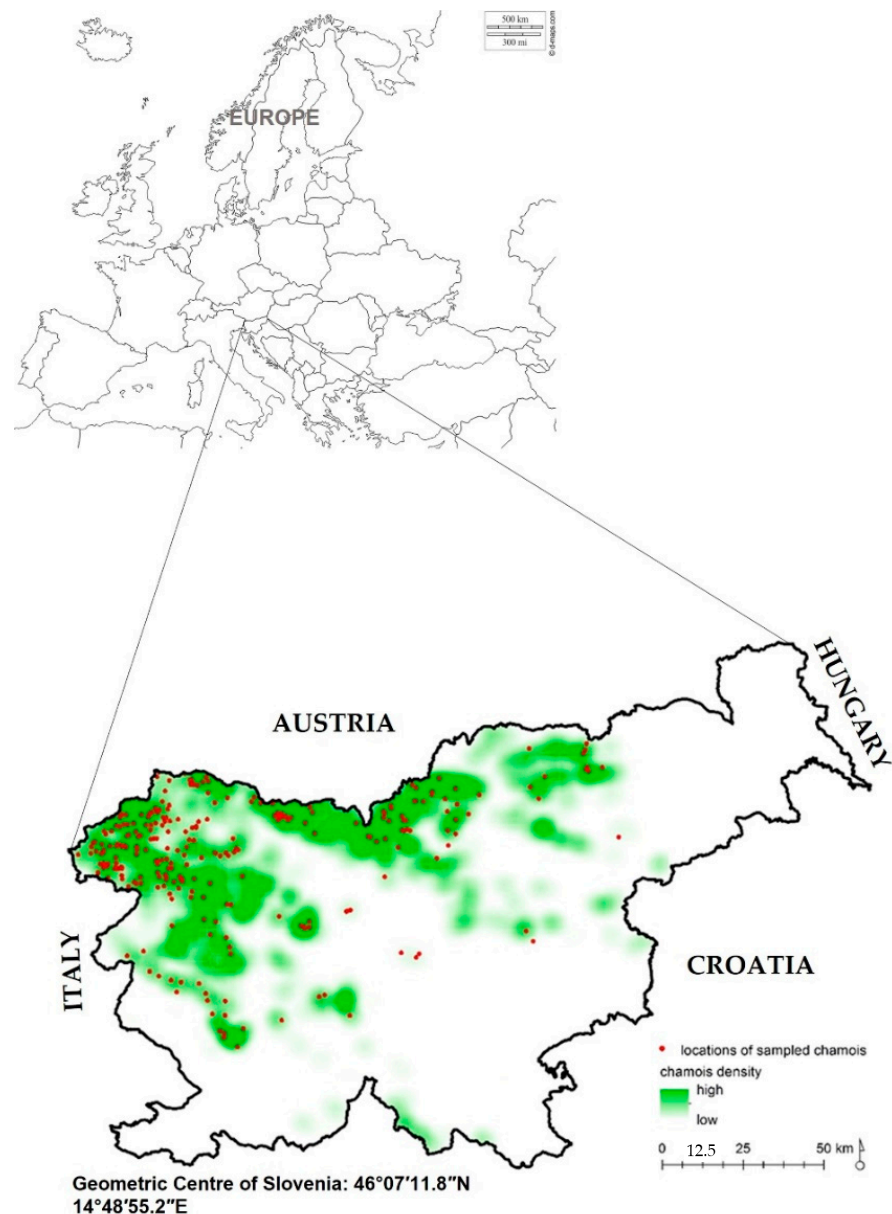 500 km
300 mi
© d-maps.com
EUROPE
HUNGARY
AUSTRIA
ITALY
CROATIA
locations of sampled chamois
chamois density
high
low
0 12.5 25 50 km
Geometric Centre of Slovenia: 46°07′11.8″N
14°48′55.2″E